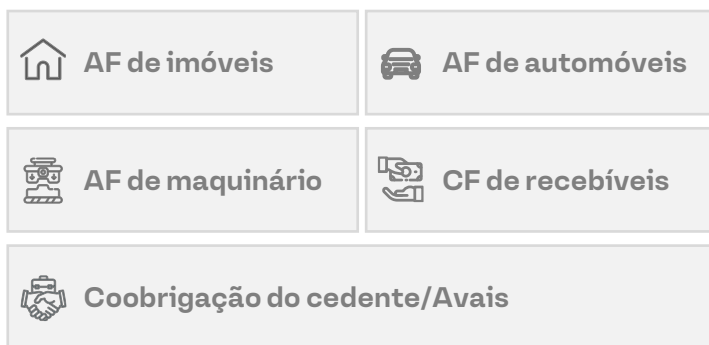 AF de imóveis
AF de automóveis
AF de maquinário
CF de recebíveis
Coobrigação do cedente/Avais